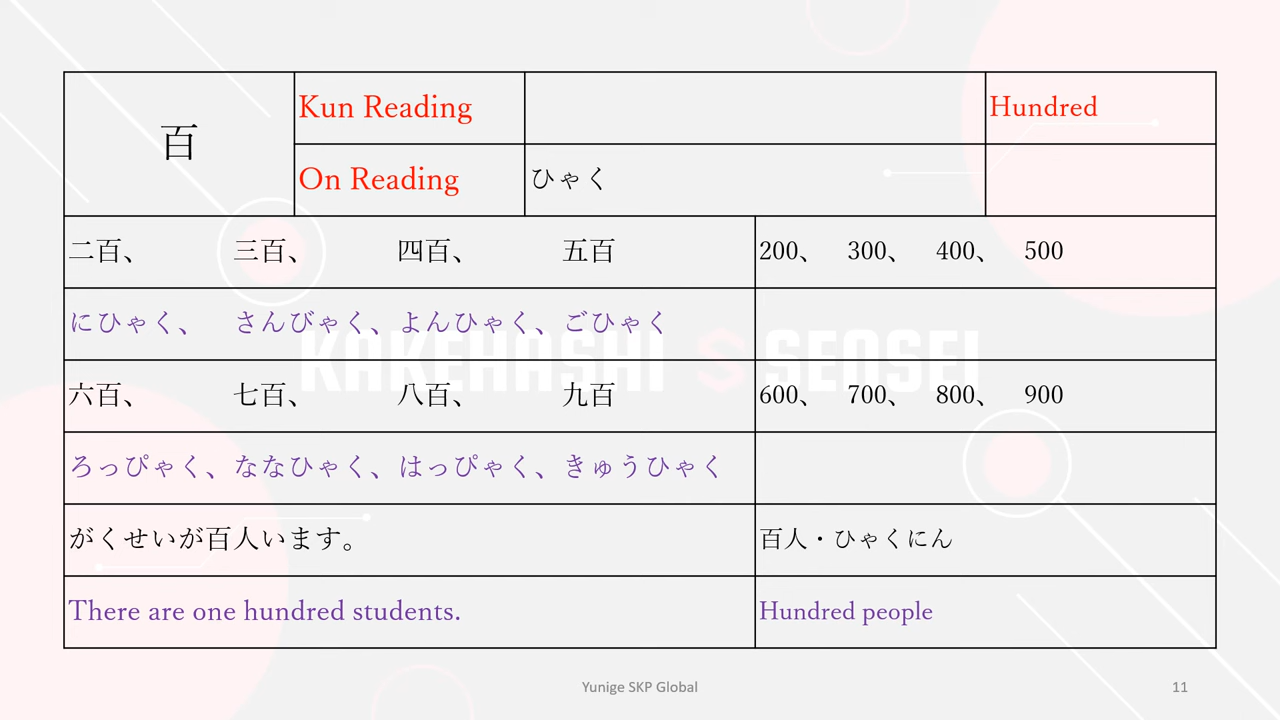 百
Kun Reading
Hundred
On Reading
ひゃく
二百、 三百、 四百、 五百
200、 300、 400、 500
にひゃく、 さんびゃく、よんひゃく、ごひゃく
KAKEHASHI SENSEI
六百、 七百、 八百、 九百
600、 700、 800、 900
ろっぴゃく、ななひゃく、はっぴゃく、きゅうひゃく
がくせいが百人います。
百人・ひゃくにん
There are one hundred students.
Hundred people
Yunige SKP Global
11